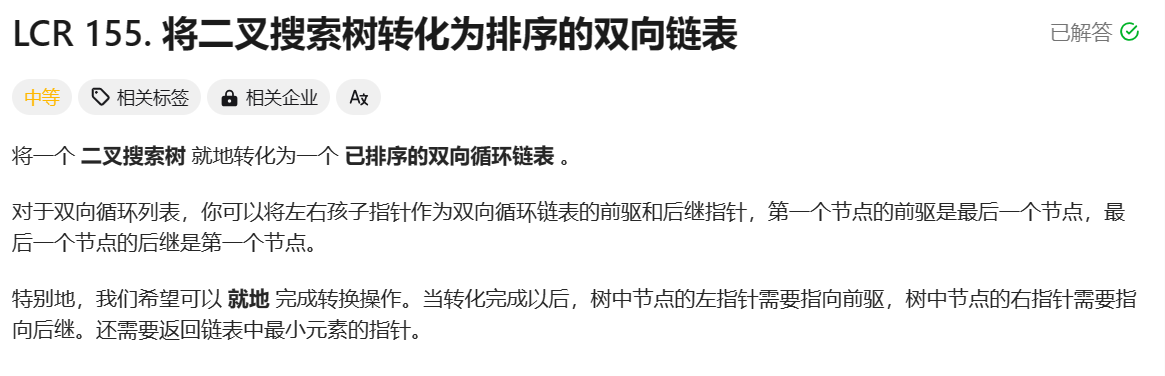 LCR 155. 将二叉搜索树转化为排序的双向链表
已解答
中等 相关标签 相关企业 Ax
将一个 二叉搜索树 就地转化为一个 已排序的双向循环链表 。
对于双向循环列表，你可以将左右孩子指针作为双向循环链表的前驱和后继指针，第一个节点的前驱是最后一个节点，最
后一个节点的后继是第一个节点。
特别地，我们希望可以 就地 完成转换操作。当转化完成以后，树中节点的左指针需要指向前驱，树中节点的右指针需要指
向后继。还需要返回链表中最小元素的指针。